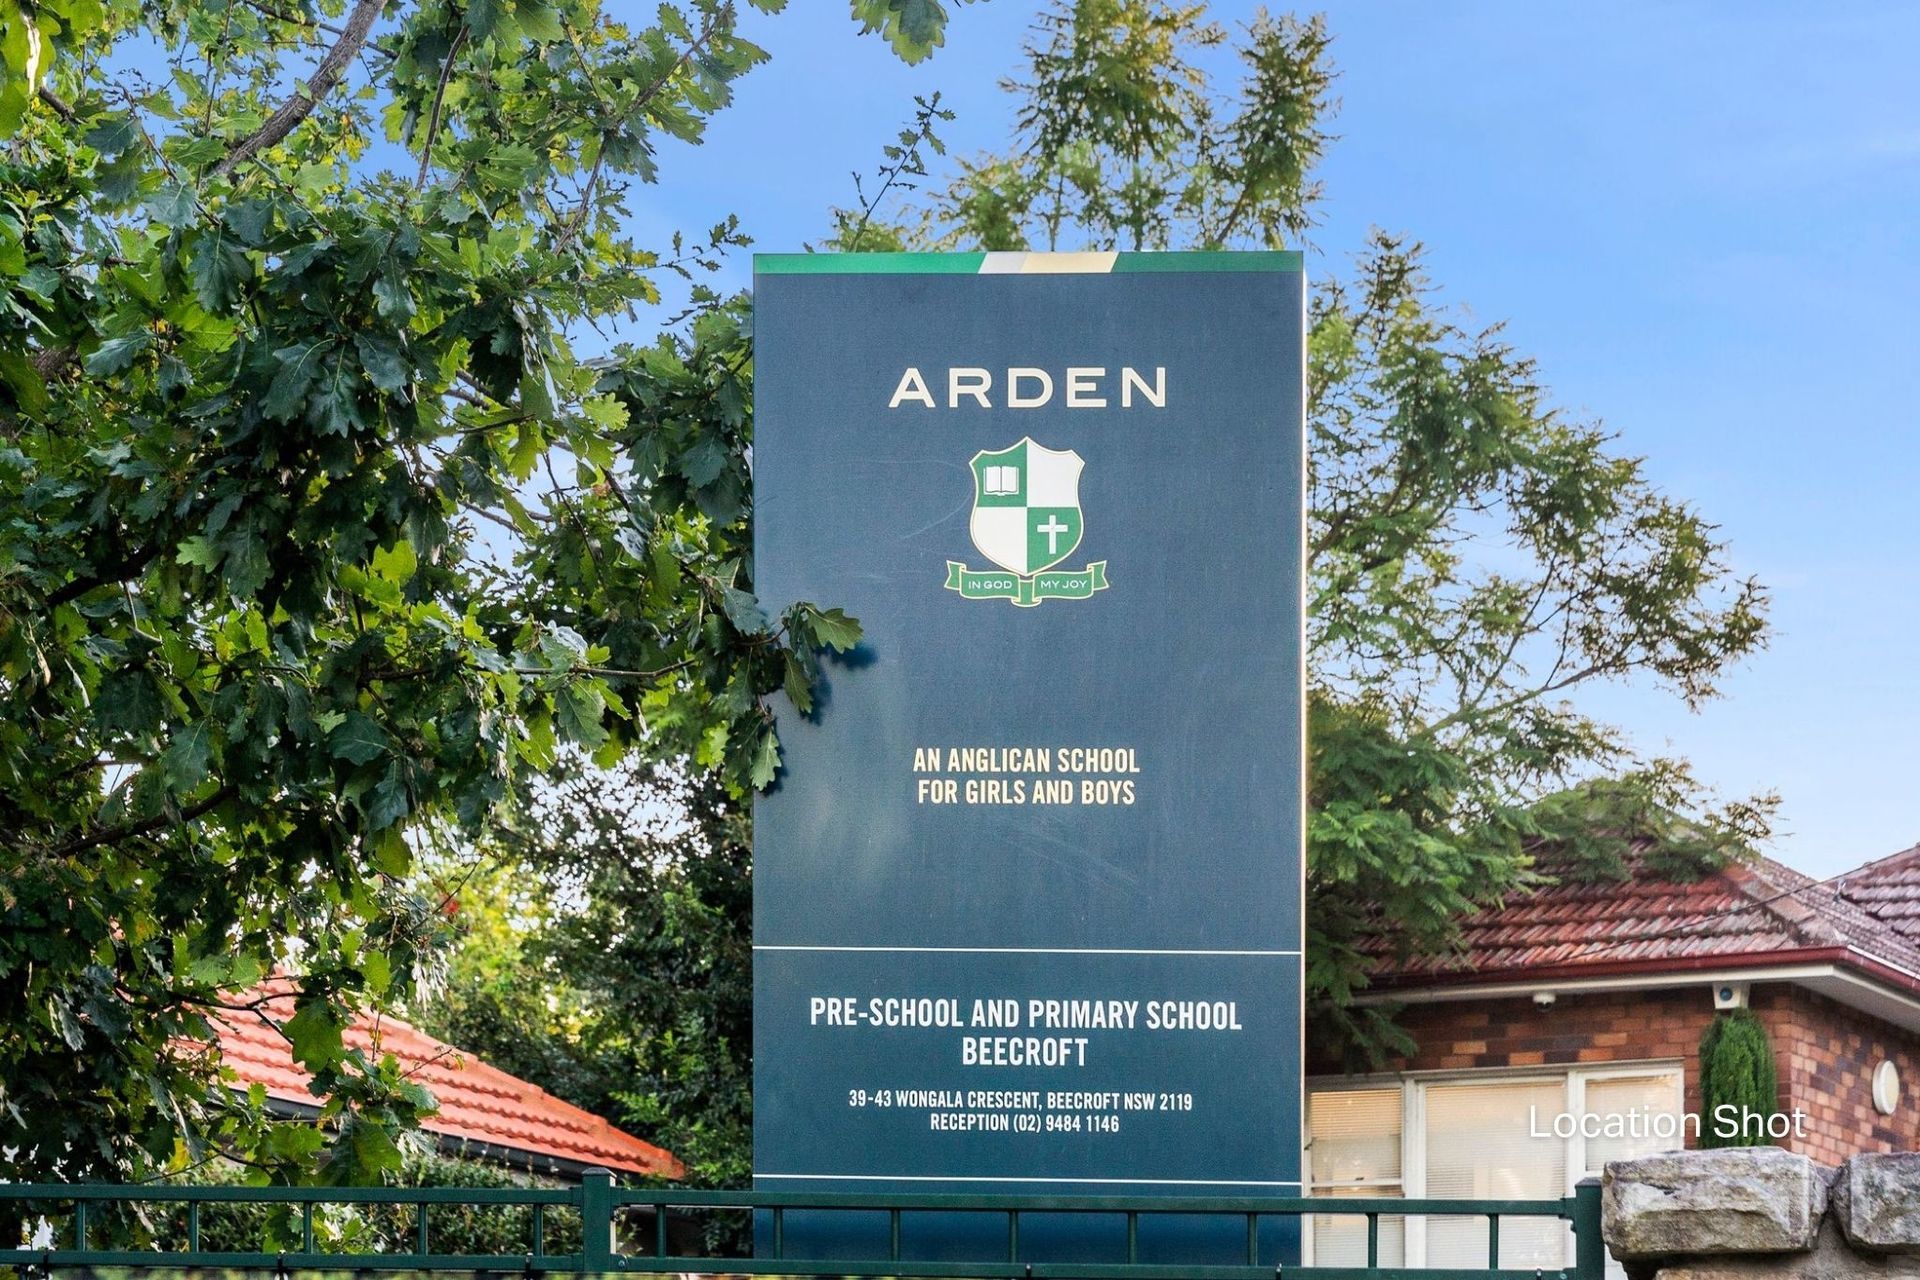 ARDEN
IN GOD MY JOY
AN ANGLICAN SCHOOL
FOR GIRLS AND BOYS
PRE-SCHOOL AND PRIMARY SCHOOL
BEECROFT
39-43 WONGALA CRESCENT, BEECROFT NSW 2119
RECEPTION (02) 9484 1146
Location Shot